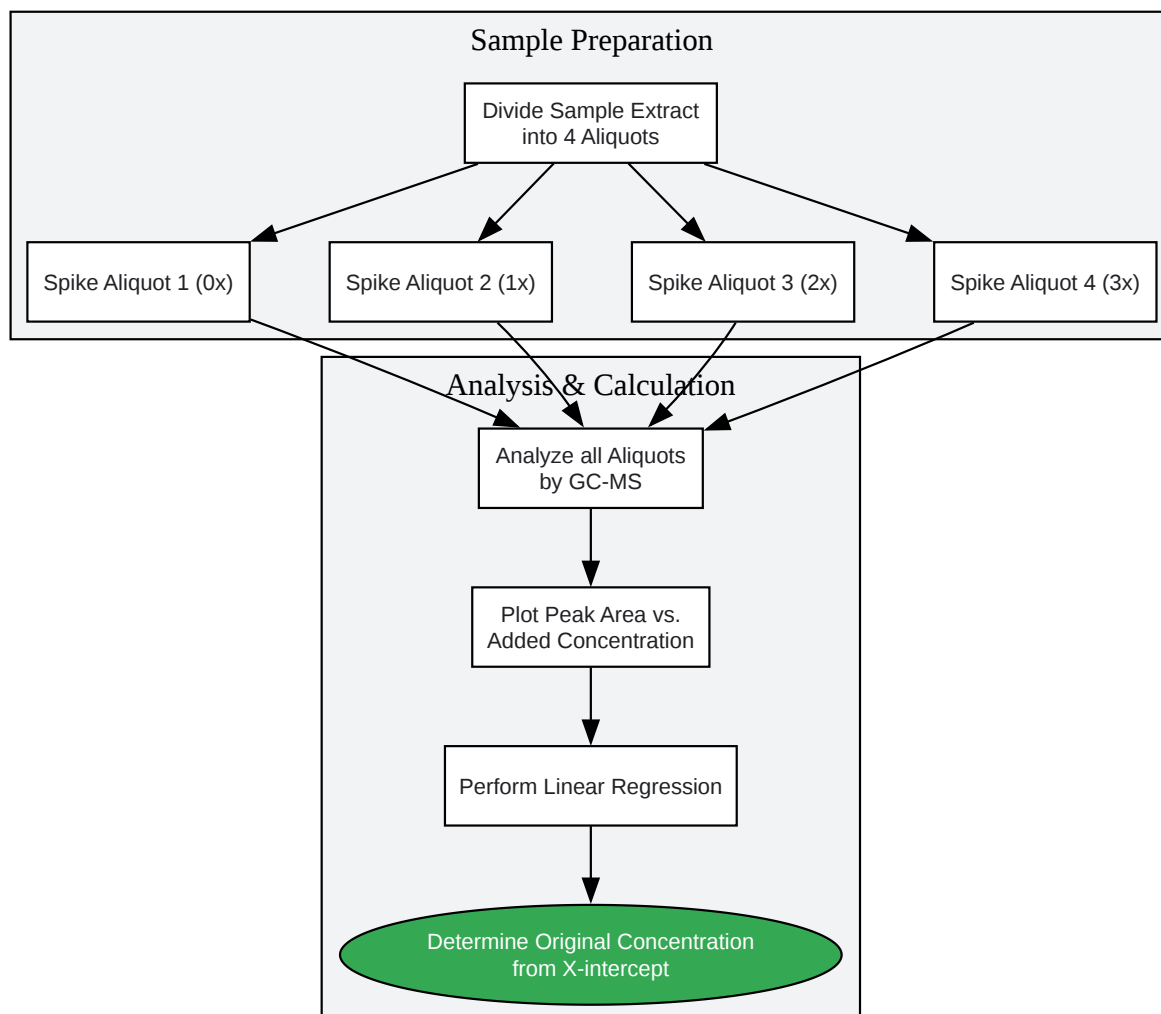 Sample Preparation
Divide Sample Extract
into 4 Aliquots
Spike Aliquot 1 (0x)
Spike Aliquot 2 (1x)
Spike Aliquot 3 (2x)
Spike Aliquot 4 (3x)
Analysis & Calculation
Analyze all Aliquots
by GC-MS
Plot Peak Area vs.
Added Concentration
Perform Linear Regression
Determine Original Concentration
from X-intercept